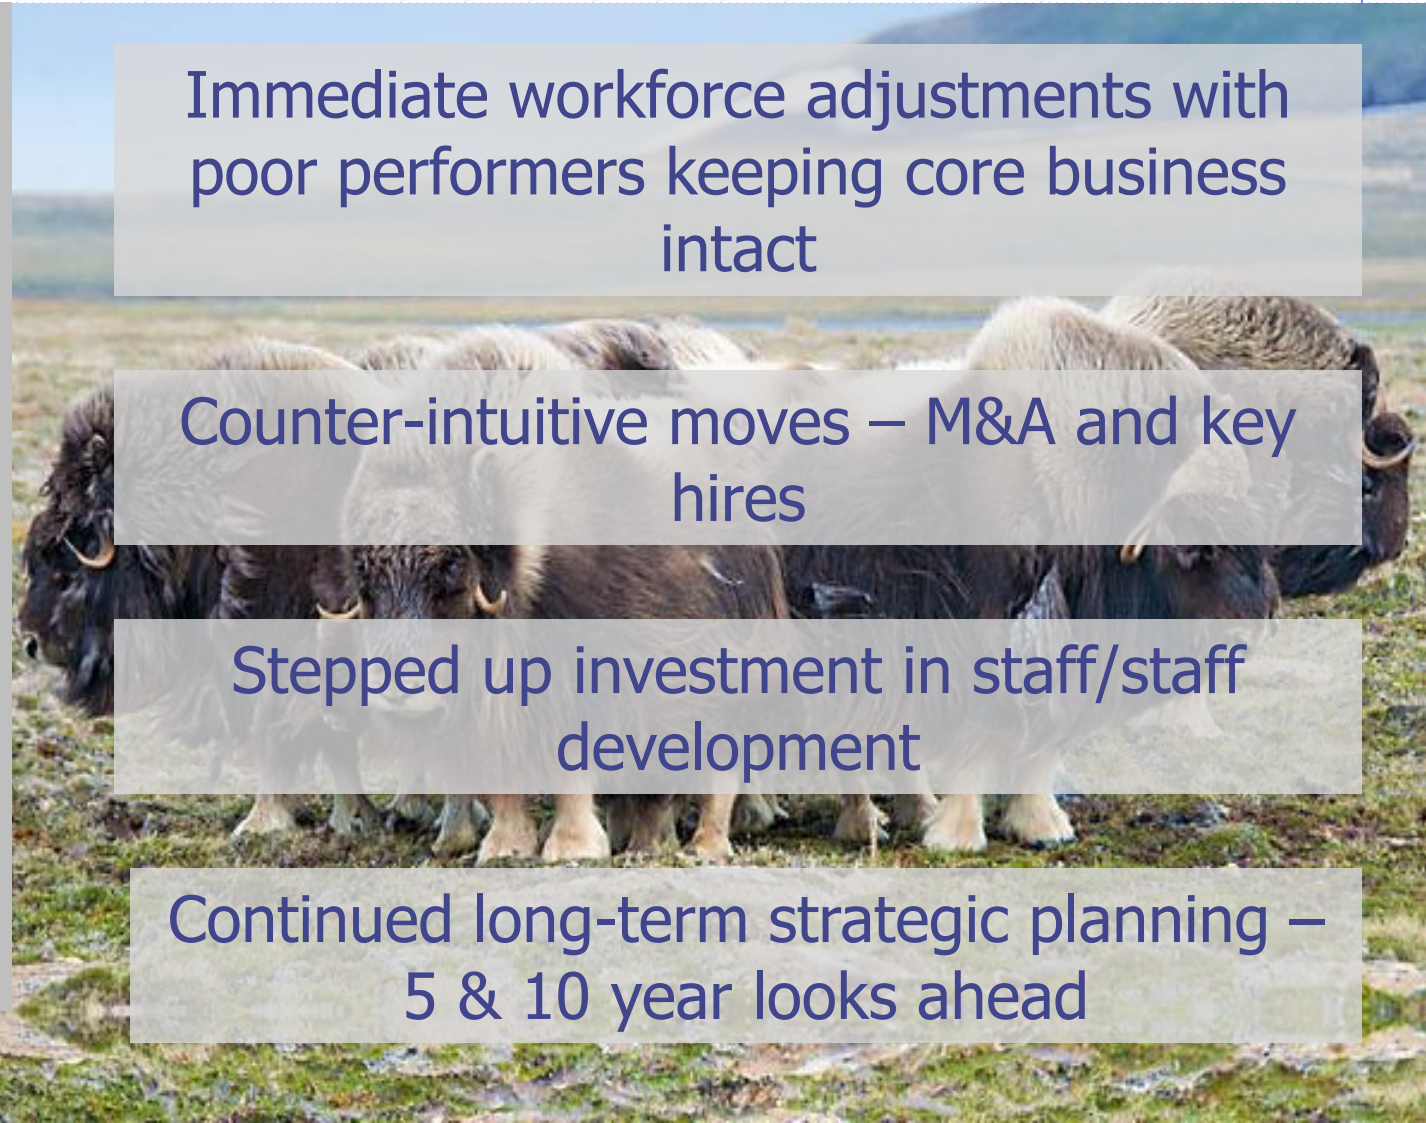 Immediate workforce adjustments with
poor performers keeping core business
intact
Counter-intuitive moves – M&A and key
hires
Stepped up investment in staff/staff
development
Continued long-term strategic planning –
5 & 10 year looks ahead